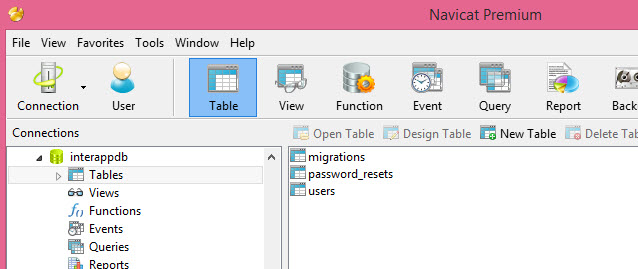 Navicat Premium
File View Favorites Tools Window Help
Connection User Table View Function Event Query Report Back
Connections Open Table Design Table New Table Delete Tab
interappdb migrations
Tables password_resets
Views users
Functions
Events
Queries
Reports